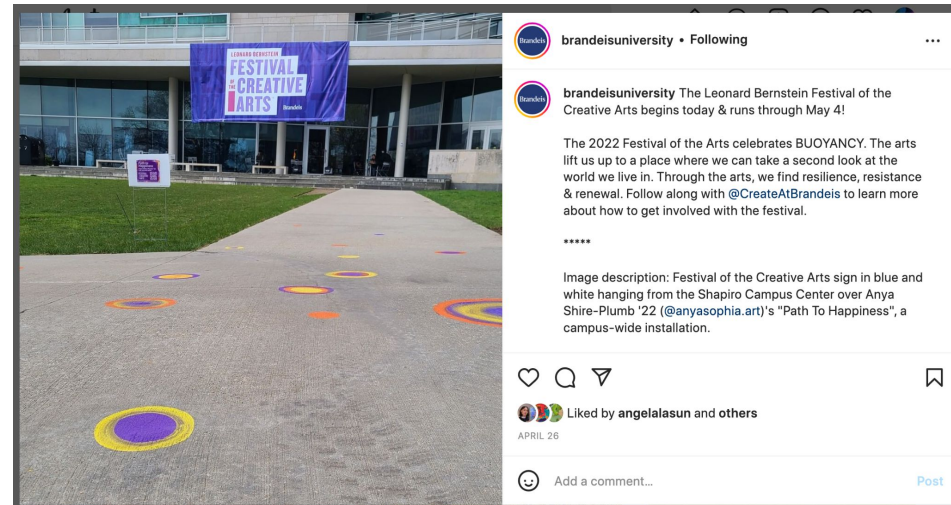 LEONARD BERNSTEIN
FESTIVAL
OF THE CREATIVE
ARTS
Brandeis
Brandeis
brandeisuniversity • Following
Brandeis
brandeisuniversity The Leonard Bernstein Festival of the
Creative Arts begins today & runs through May 4!
The 2022 Festival of the Arts celebrates BUOYANCY. The arts
lift us up to a place where we can take a second look at the
world we live in. Through the arts, we find resilience, resistance
& renewal. Follow along with @CreateAtBrandeis to learn more
about how to get involved with the festival.
*****
Image description: Festival of the Creative Arts sign in blue and
white hanging from the Shapiro Campus Center over Anya
Shire-Plumb '22 (@anyasophia.art)'s "Path To Happiness", a
campus-wide installation.
Liked by angelalasun and others
APRIL 26
Add a comment...
Post